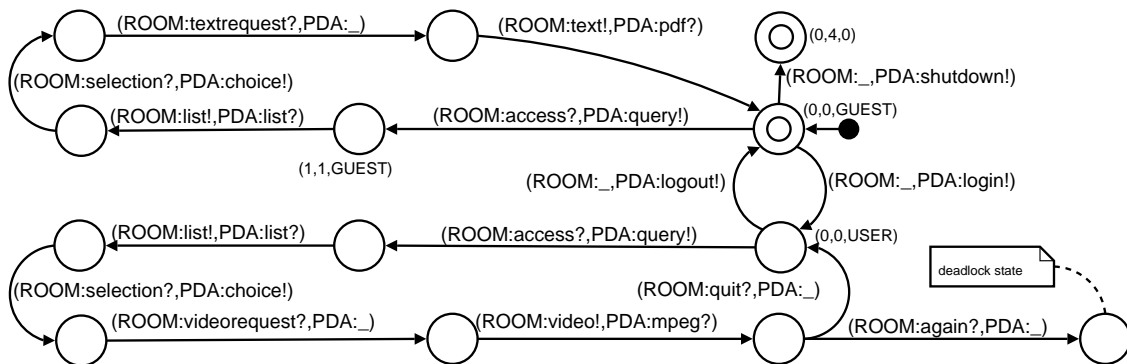 (ROOM:textrequest?,PDA:_)
(ROOM:text!,PDA:pdf?)
(0,4,0)
(ROOM:selection?,PDA:choice!)
(ROOM:_,PDA:shutdown!)
(ROOM:list!,PDA:list?)
(ROOM:access?,PDA:query!)
(0,0,GUEST)
(1,1,GUEST)
(ROOM:_,PDA:logout!)
(ROOM:_,PDA:login!)
(ROOM:list!,PDA:list?)
(ROOM:access?,PDA:query!)
(0,0,USER)
deadlock state
(ROOM:selection?,PDA:choice!)
(ROOM:quit?,PDA:_)
(ROOM:videorequest?,PDA:_)
(ROOM:video!,PDA:mpeg?)
(ROOM:again?,PDA:_)